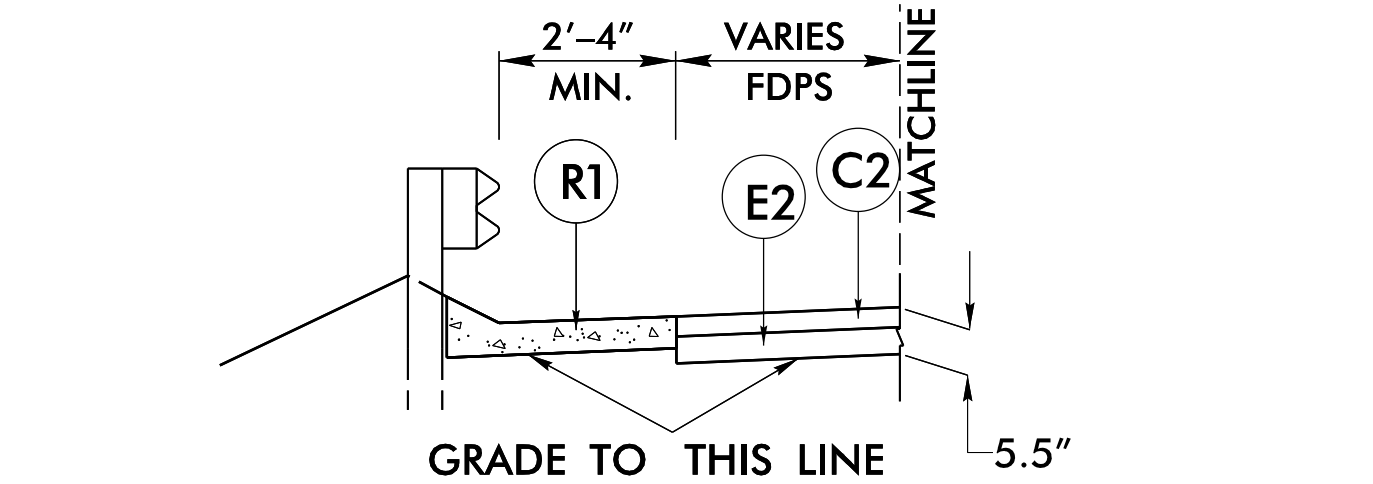 2′–4″
MIN.
VARIES
FDPS
MATCHLINE
R1
E2
C2
GRADE TO THIS LINE
5.5″